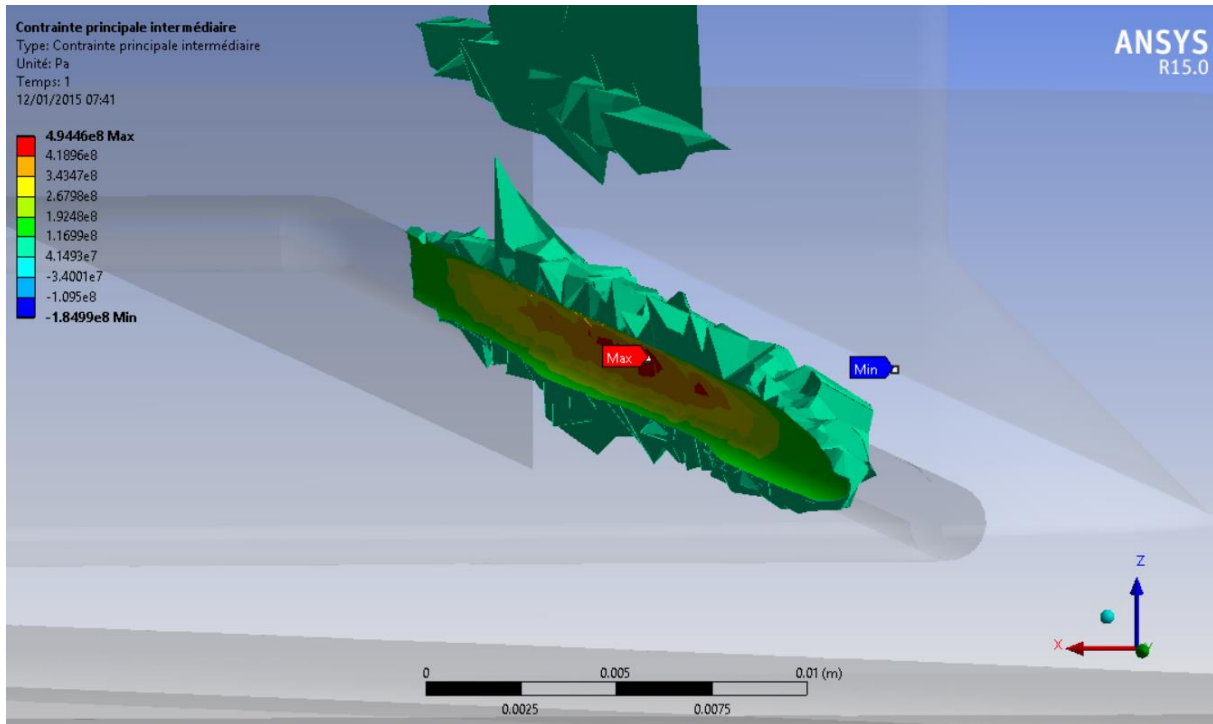 Contrainte principale intermédiaire
Type: Contrainte principale intermédiaire
Unité: Pa
Temps: 1
12/01/2015 07:41
4.9446e8 Max
4.1896e8
3.4347e8
2.6798e8
1.9248e8
1.1699e8
4.1493e7
-3.4001e7
-1.095e8
-1.8499e8 Min
ANSYS
R15.0
Max
Min
Z
X
Y
0
0.005
0.01 (m)
0.0025
0.0075